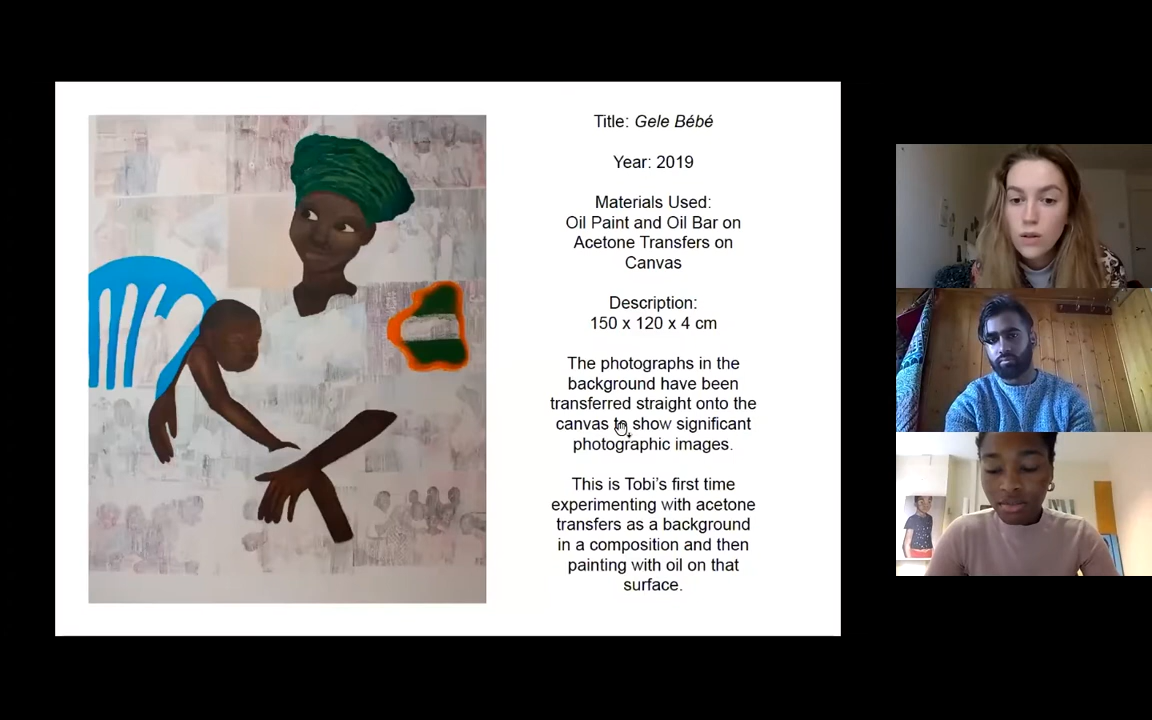 Title: Gele Bébé
Year: 2019
Materials Used:
Oil Paint and Oil Bar on
Acetone Transfers on
Canvas
Description:
150 x 120 x 4 cm
The photographs in the
background have been
transferred straight onto the
canvas to show significant
photographic images.
This is Tobi's first time
experimenting with acetone
transfers as a background
in a composition and then
painting with oil on that
surface.